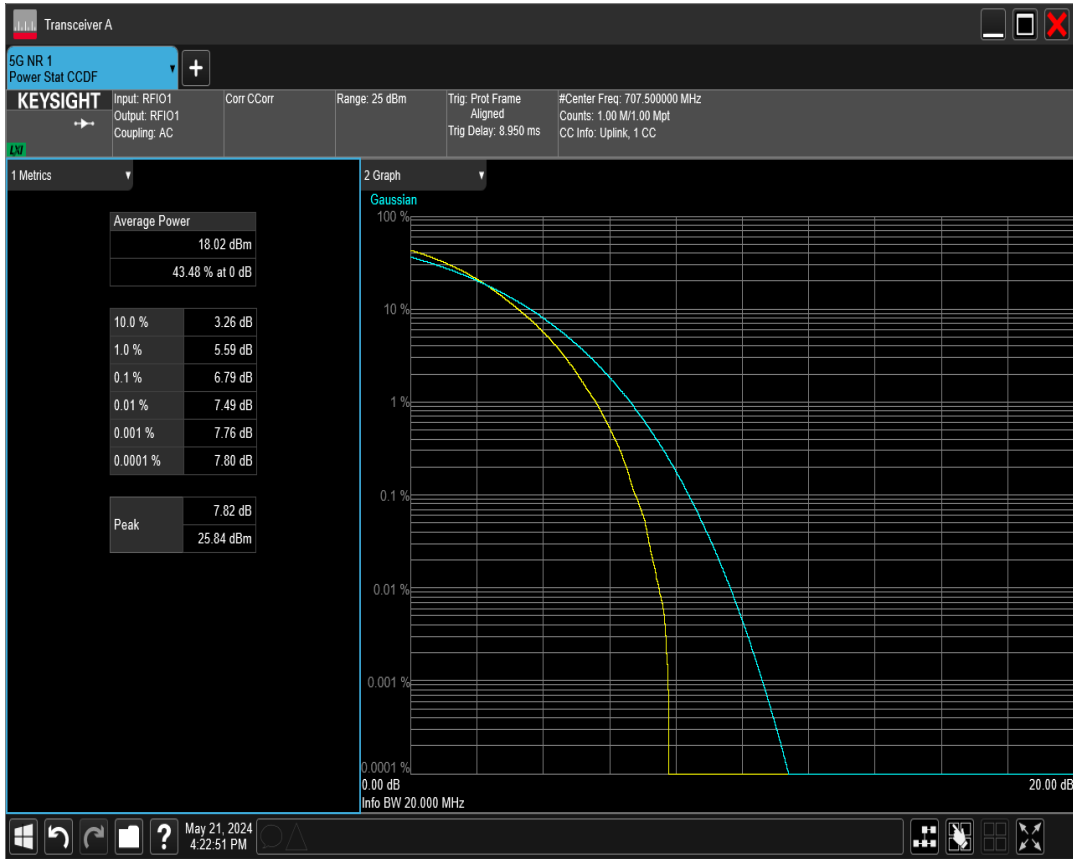 Transceiver A
5G NR 1
Power Stat CCDF
+
KEYSIGHT
LXI
Input: RFIO1
Output: RFIO1
Coupling: AC
Corr CCorr
Range: 25 dBm
Trig: Prot Frame
Aligned
Trig Delay: 8.950 ms
#Center Freq: 707.500000 MHz
Counts: 1.00 M/1.00 Mpt
CC Info: Uplink, 1 CC
1 Metrics
Average Power
18.02 dBm
43.48 % at 0 dB
10.0 % 3.26 dB
1.0 % 5.59 dB
0.1 % 6.79 dB
0.01 % 7.49 dB
0.001 % 7.76 dB
0.0001 % 7.80 dB
Peak 7.82 dB
25.84 dBm
2 Graph
Gaussian
100 %
10 %
1 %
0.1 %
0.01 %
0.001 %
0.0001 %
0.00 dB 20.00 dB
Info BW 20.000 MHz
?
May 21, 2024
4:22:51 PM